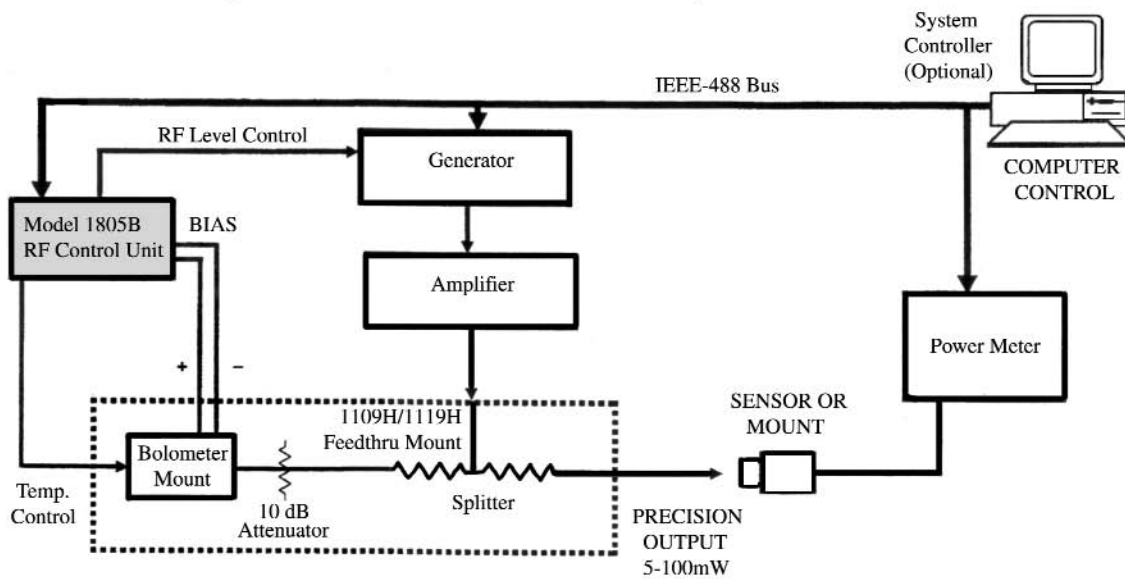 System
Controller
(Optional)
IEEE-488 Bus
RF Level Control
Generator
COMPUTER
CONTROL
Model 1805B
RF Control Unit
BIAS
Amplifier
Power Meter
+
-
1109H/1119H
Feedthru Mount
SENSOR OR
MOUNT
Bolometer
Mount
Splitter
Temp.
Control
10 dB
Attenuator
PRECISION
OUTPUT
5-100mW